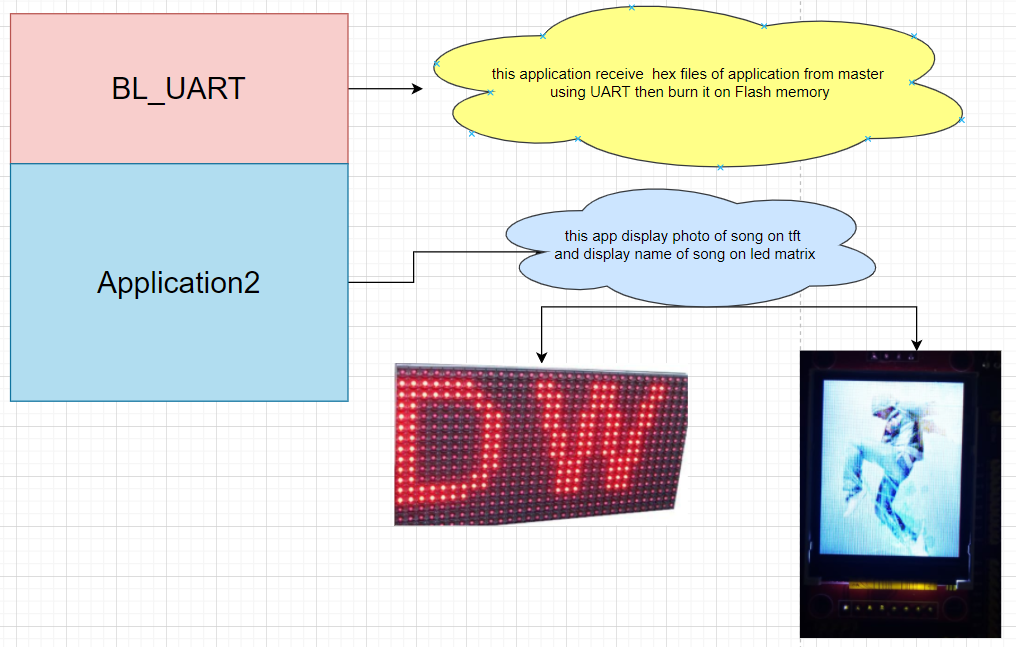 BL_UART
this application receive  hex files of application from master
using UART then burn it on Flash memory
Application2
this app display photo of song on tft
and display name of song on led matrix
DW